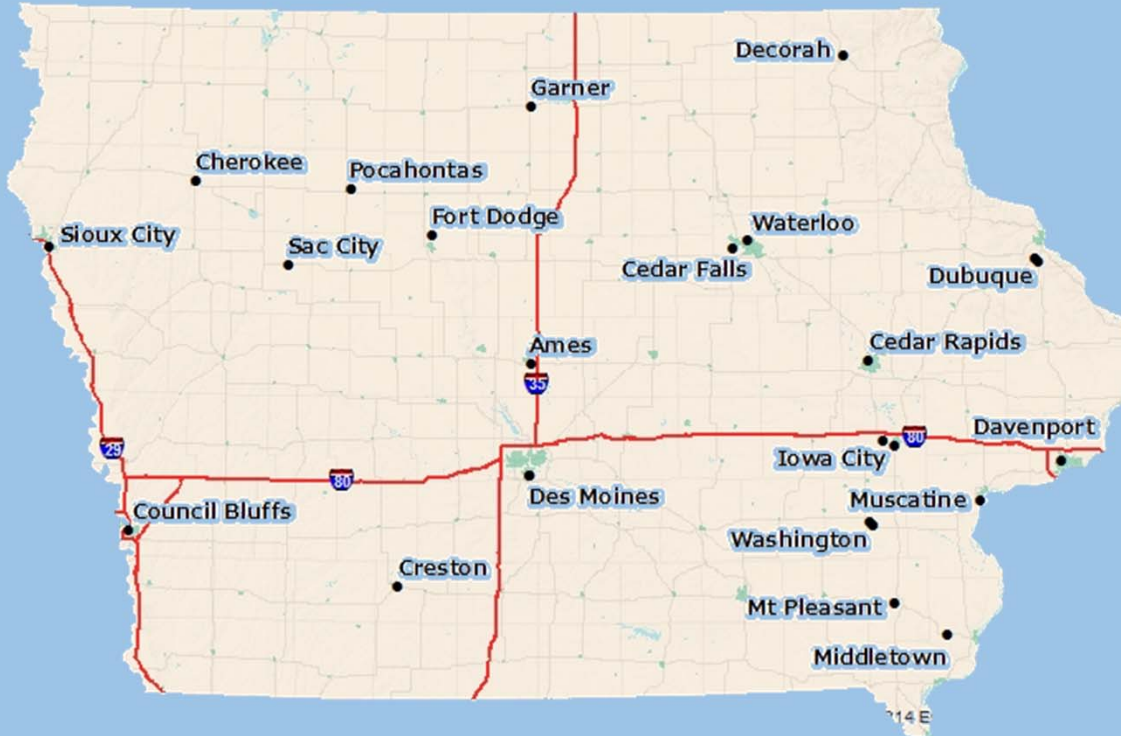 Decorah
Garner
Cherokee
Pocahontas
Fort Dodge
Waterloo
Sioux City
Sac City
Cedar Falls
Dubuque
Ames
Cedar Rapids
35
Davenport
80
29
Iowa City
80
Des Moines
Muscatine
Council Bluffs
Washington
Creston
Mt Pleasant
Middletown